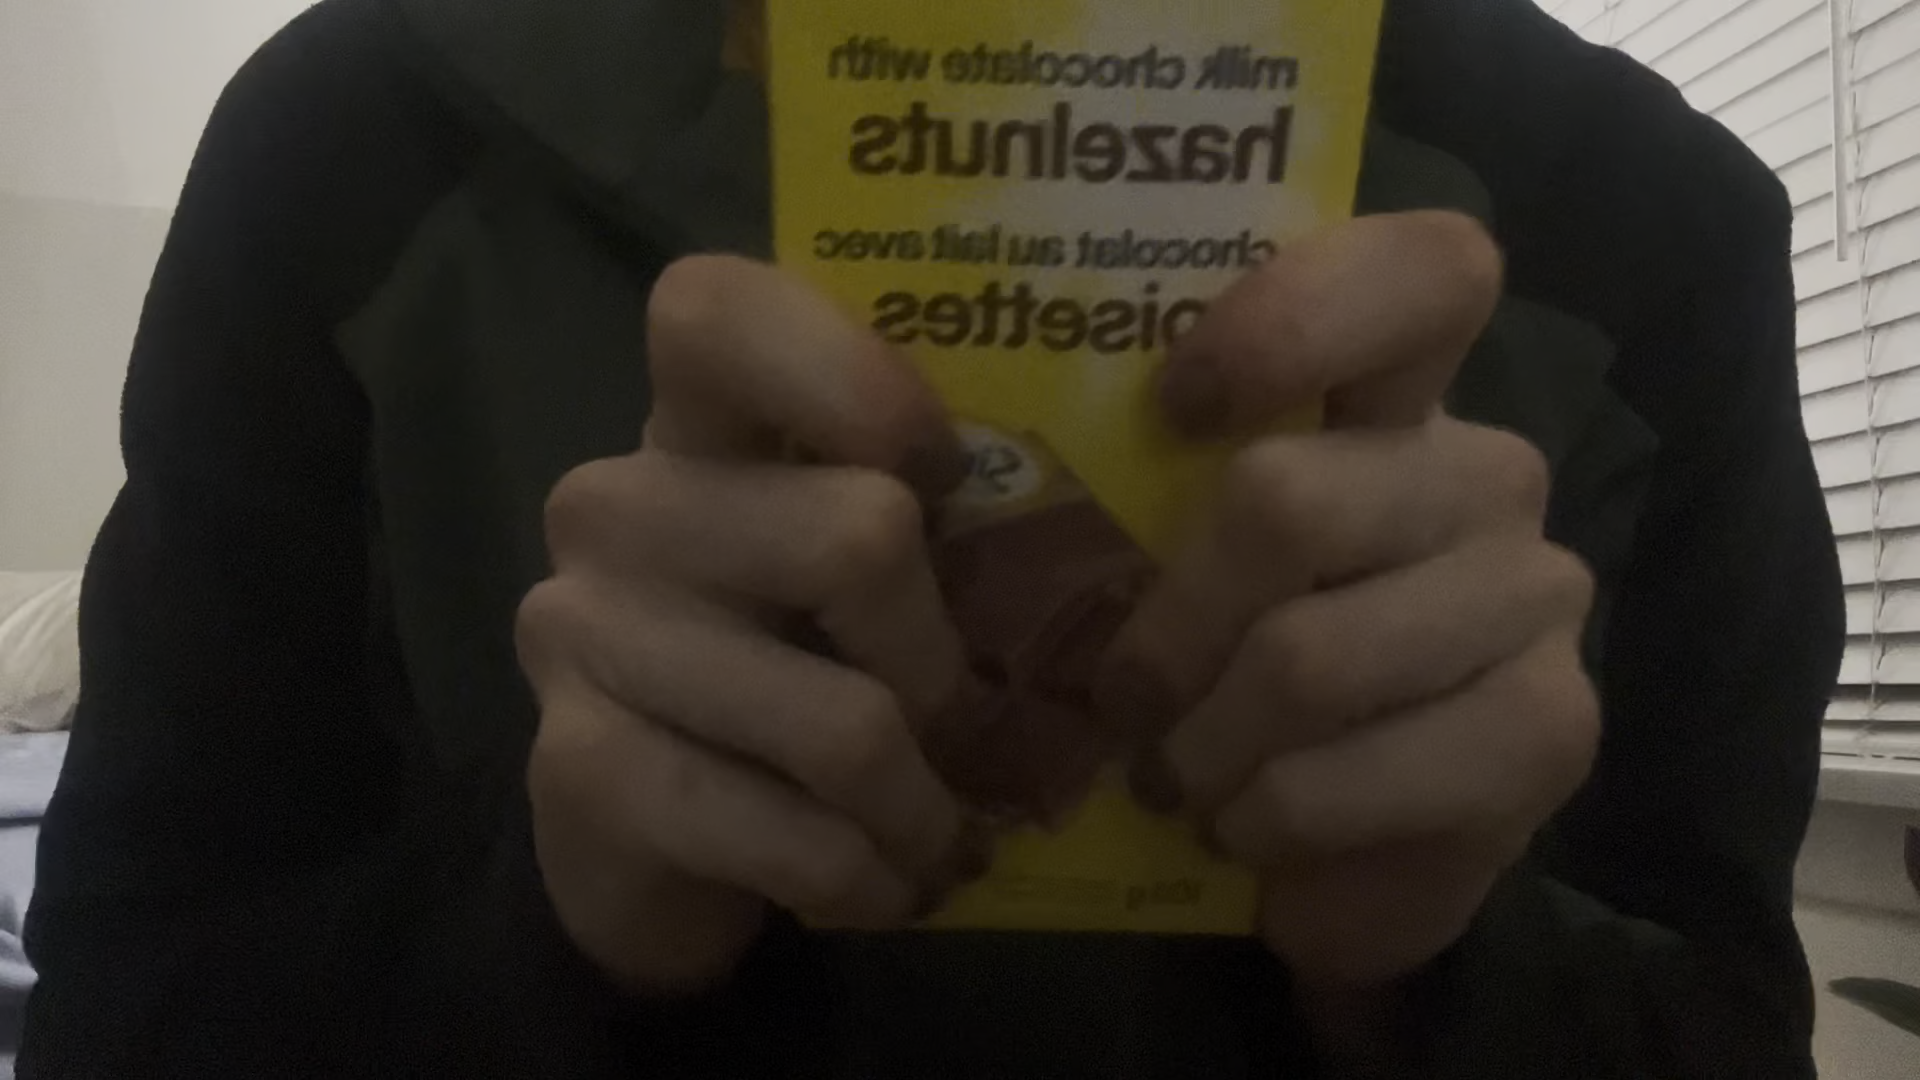 milk chocolate with
hazelnuts
chocolat au lait avec
oisettes